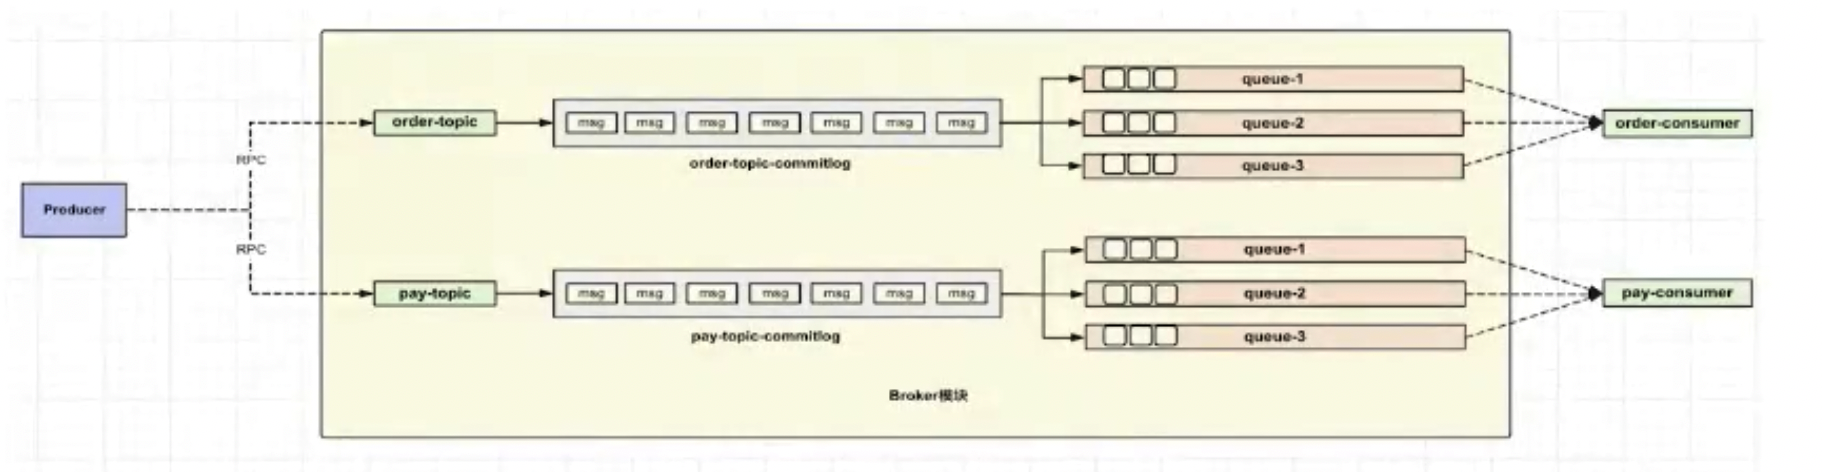 Producer
RPC
RPC
order-topic
msg msg msg msg msg msg msg
order-topic-commitlog
queue-1
queue-2
queue-3
order-consumer
pay-topic
msg msg msg msg msg msg msg
pay-topic-commitlog
queue-1
queue-2
queue-3
pay-consumer
Broker模块